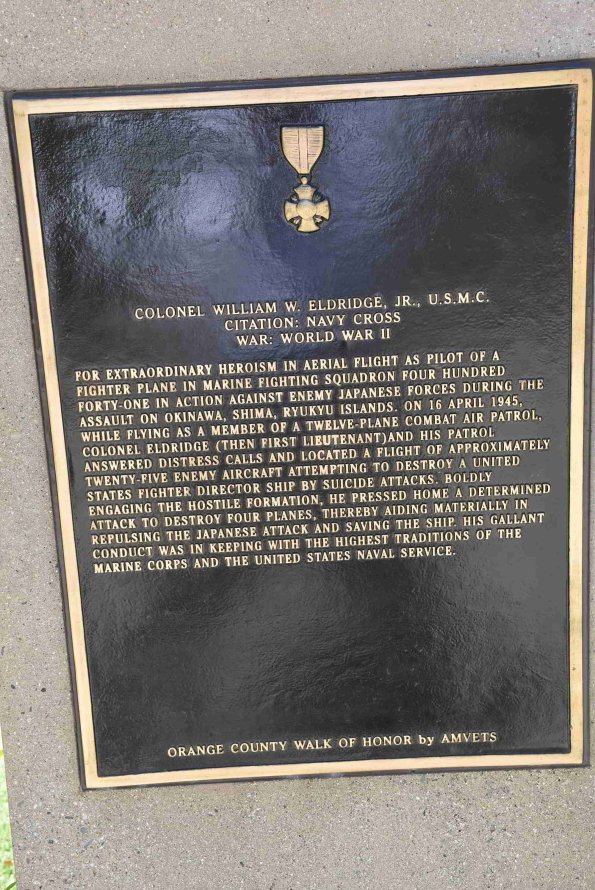 COLONEL WILLIAM W. ELDRIDGE, JR., U.S.M.C.
CITATION: NAVY CROSS
WAR: WORLD WAR II
FOR EXTRAORDINARY HEROISM IN AERIAL FLIGHT AS PILOT OF A
FIGHTER PLANE IN MARINE FIGHTING SQUADRON FOUR HUNDRED
FORTY-ONE IN ACTION AGAINST ENEMY JAPANESE FORCES DURING THE
ASSAULT ON OKINAWA, SHIMA, RYUKYU ISLANDS. ON 16 APRIL 1945,
WHILE FLYING AS A MEMBER OF A TWELVE-PLANE COMBAT AIR PATROL,
COLONEL ELDRIDGE (THEN FIRST LIEUTENANT)AND HIS PATROL
ANSWERED DISTRESS CALLS AND LOCATED A FLIGHT OF APPROXIMATELY
TWENTY-FIVE ENEMY AIRCRAFT ATTEMPTING TO DESTROY A UNITED
STATES FIGHTER DIRECTOR SHIP BY SUICIDE ATTACKS. BOLDLY
ENGAGING THE HOSTILE FORMATION, HE PRESSED HOME A DETERMINED
ATTACK TO DESTROY FOUR PLANES, THEREBY AIDING MATERIALLY IN
REPULSING THE JAPANESE ATTACK AND SAVING THE SHIP. HIS GALLANT
CONDUCT WAS IN KEEPING WITH THE HIGHEST TRADITIONS OF THE
MARINE CORPS AND THE UNITED STATES NAVAL SERVICE.
ORANGE COUNTY WALK OF HONOR by AMVETS